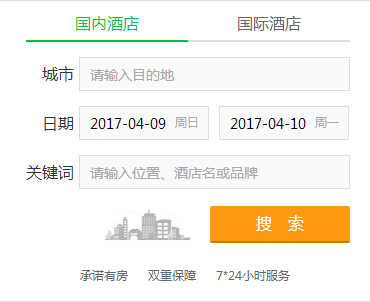 国内酒店 国际酒店
城市 请输入目的地
日期 2017-04-09 周日 2017-04-10 周一
关键词 请输入位置、酒店名或品牌
搜 索
承诺有房 双重保障 7*24小时服务